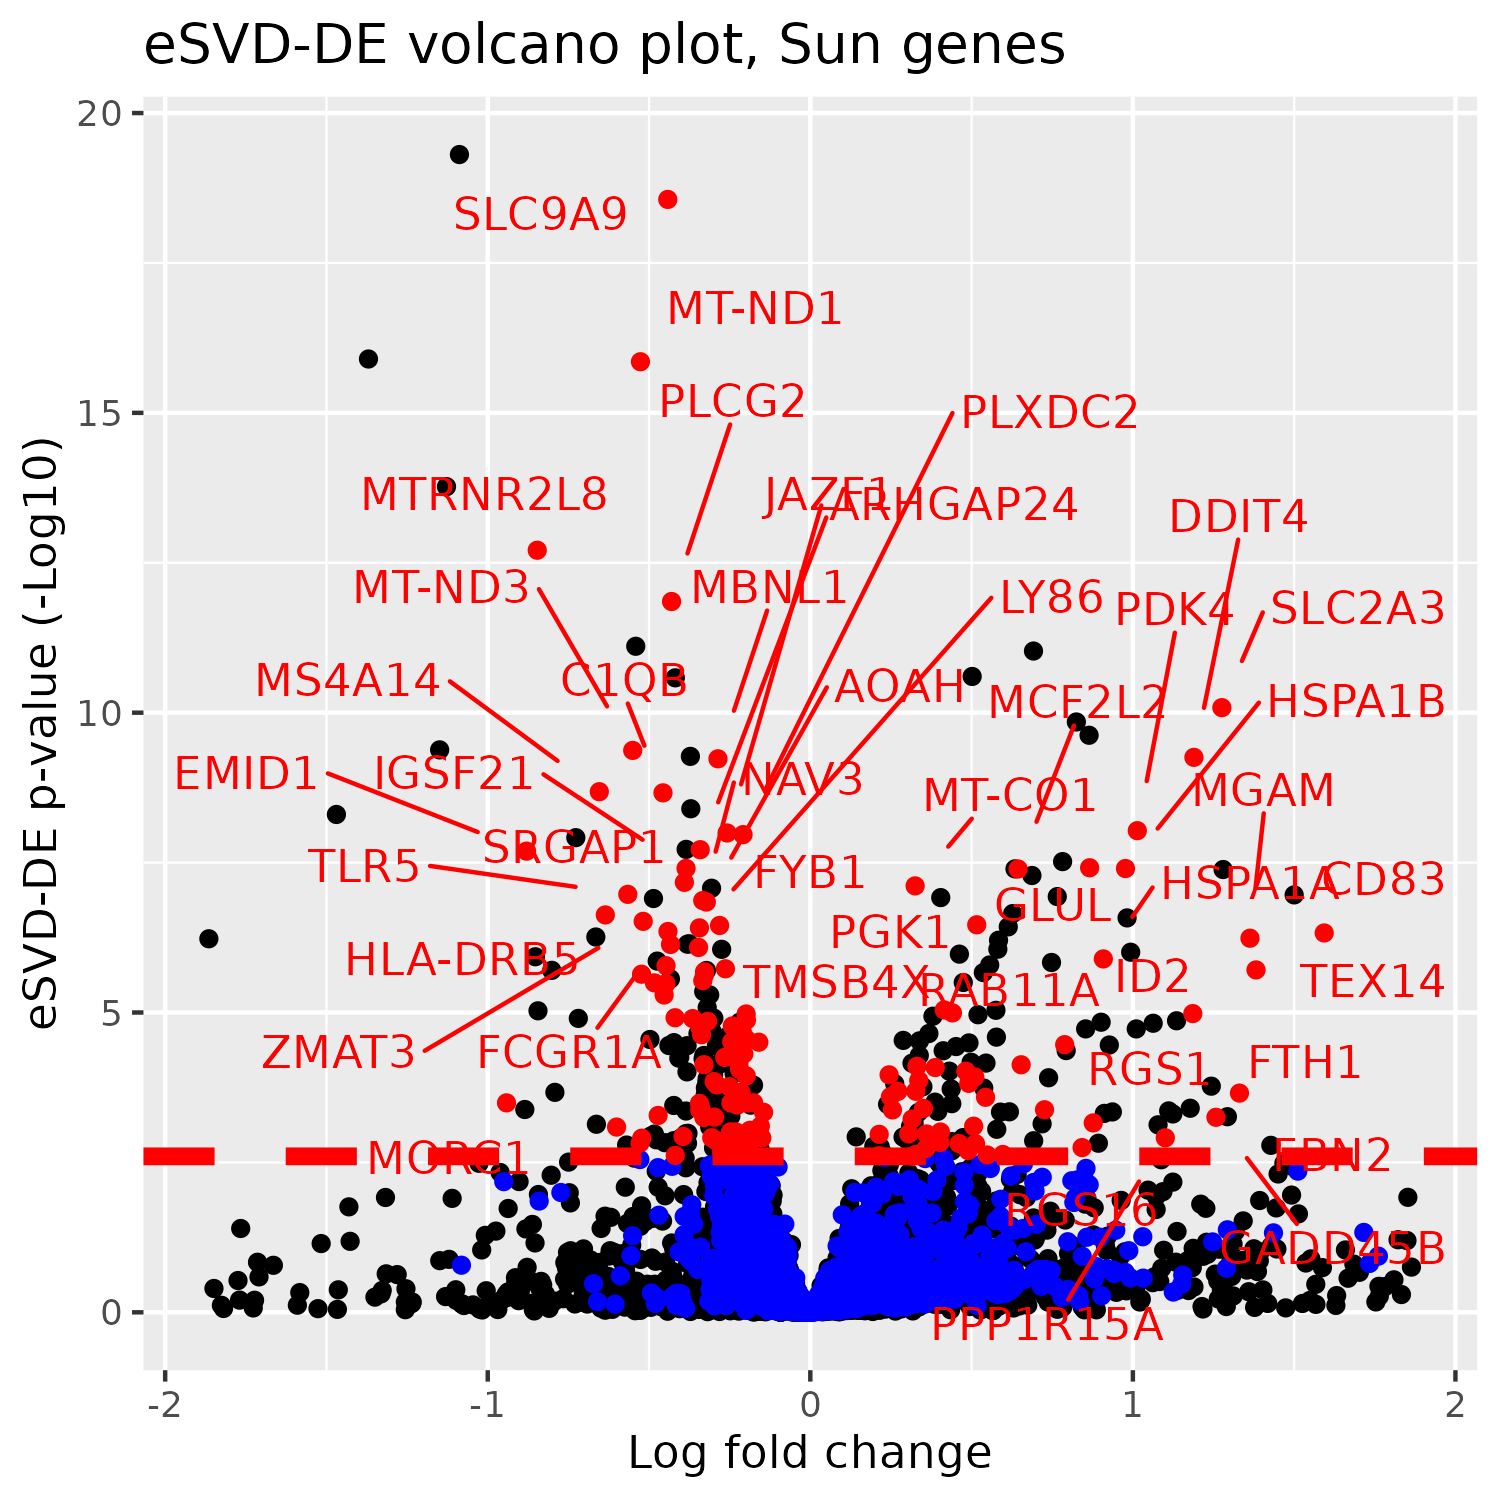 eSVD-DE volcano plot, Sun genes
eSVD-DE p-value (-Log10)
20
15
10
5
0
SLC9A9
MT-ND1
PLCG2
PLXDC2
MTRNR2L8
JAZF1
ARHGAP24
DDIT4
MT-ND3
MBNL1
LY86
PDK4
SLC2A3
MS4A14
C1QB
AOAH
MCF2L2
HSPA1B
EMID1
IGSF21
NAV3
MT-CO1
MGAM
SRGAP1
TLR5
FYB1
GLUL
HSPA1A
CD83
PGK1
HLA-DRB5
TMSB4X
RAB11A
ID2
TEX14
ZMAT3
FCGR1A
RGS1
FTH1
MORC1
FBN2
RGS16
GADD45B
PPP1R15A
-2
-1
0
1
2
Log fold change